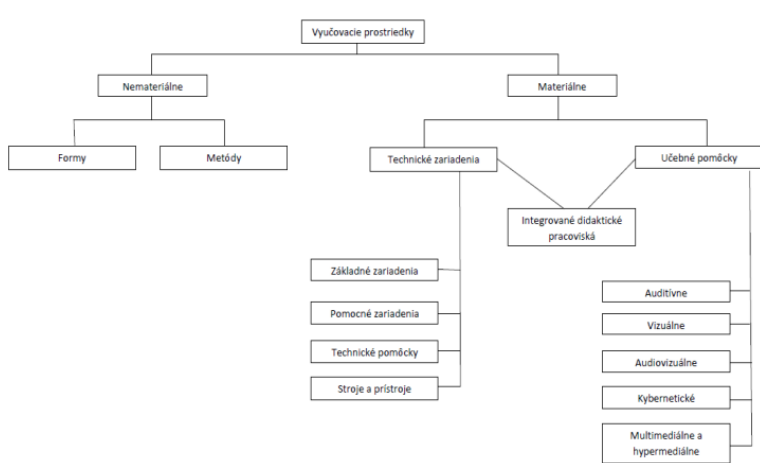 Vyučovacie prostriedky
Nemateriálne
Materiálne
Formy
Metódy
Technické zariadenia
Učebné pomôcky
Integrované didaktické
pracoviská
Základné zariadenia
Pomocné zariadenia
Technické pomôcky
Stroje a prístroje
Auditívne
Vizuálne
Audiovizuálne
Kybernetické
Multimediálne a
hypermediálne